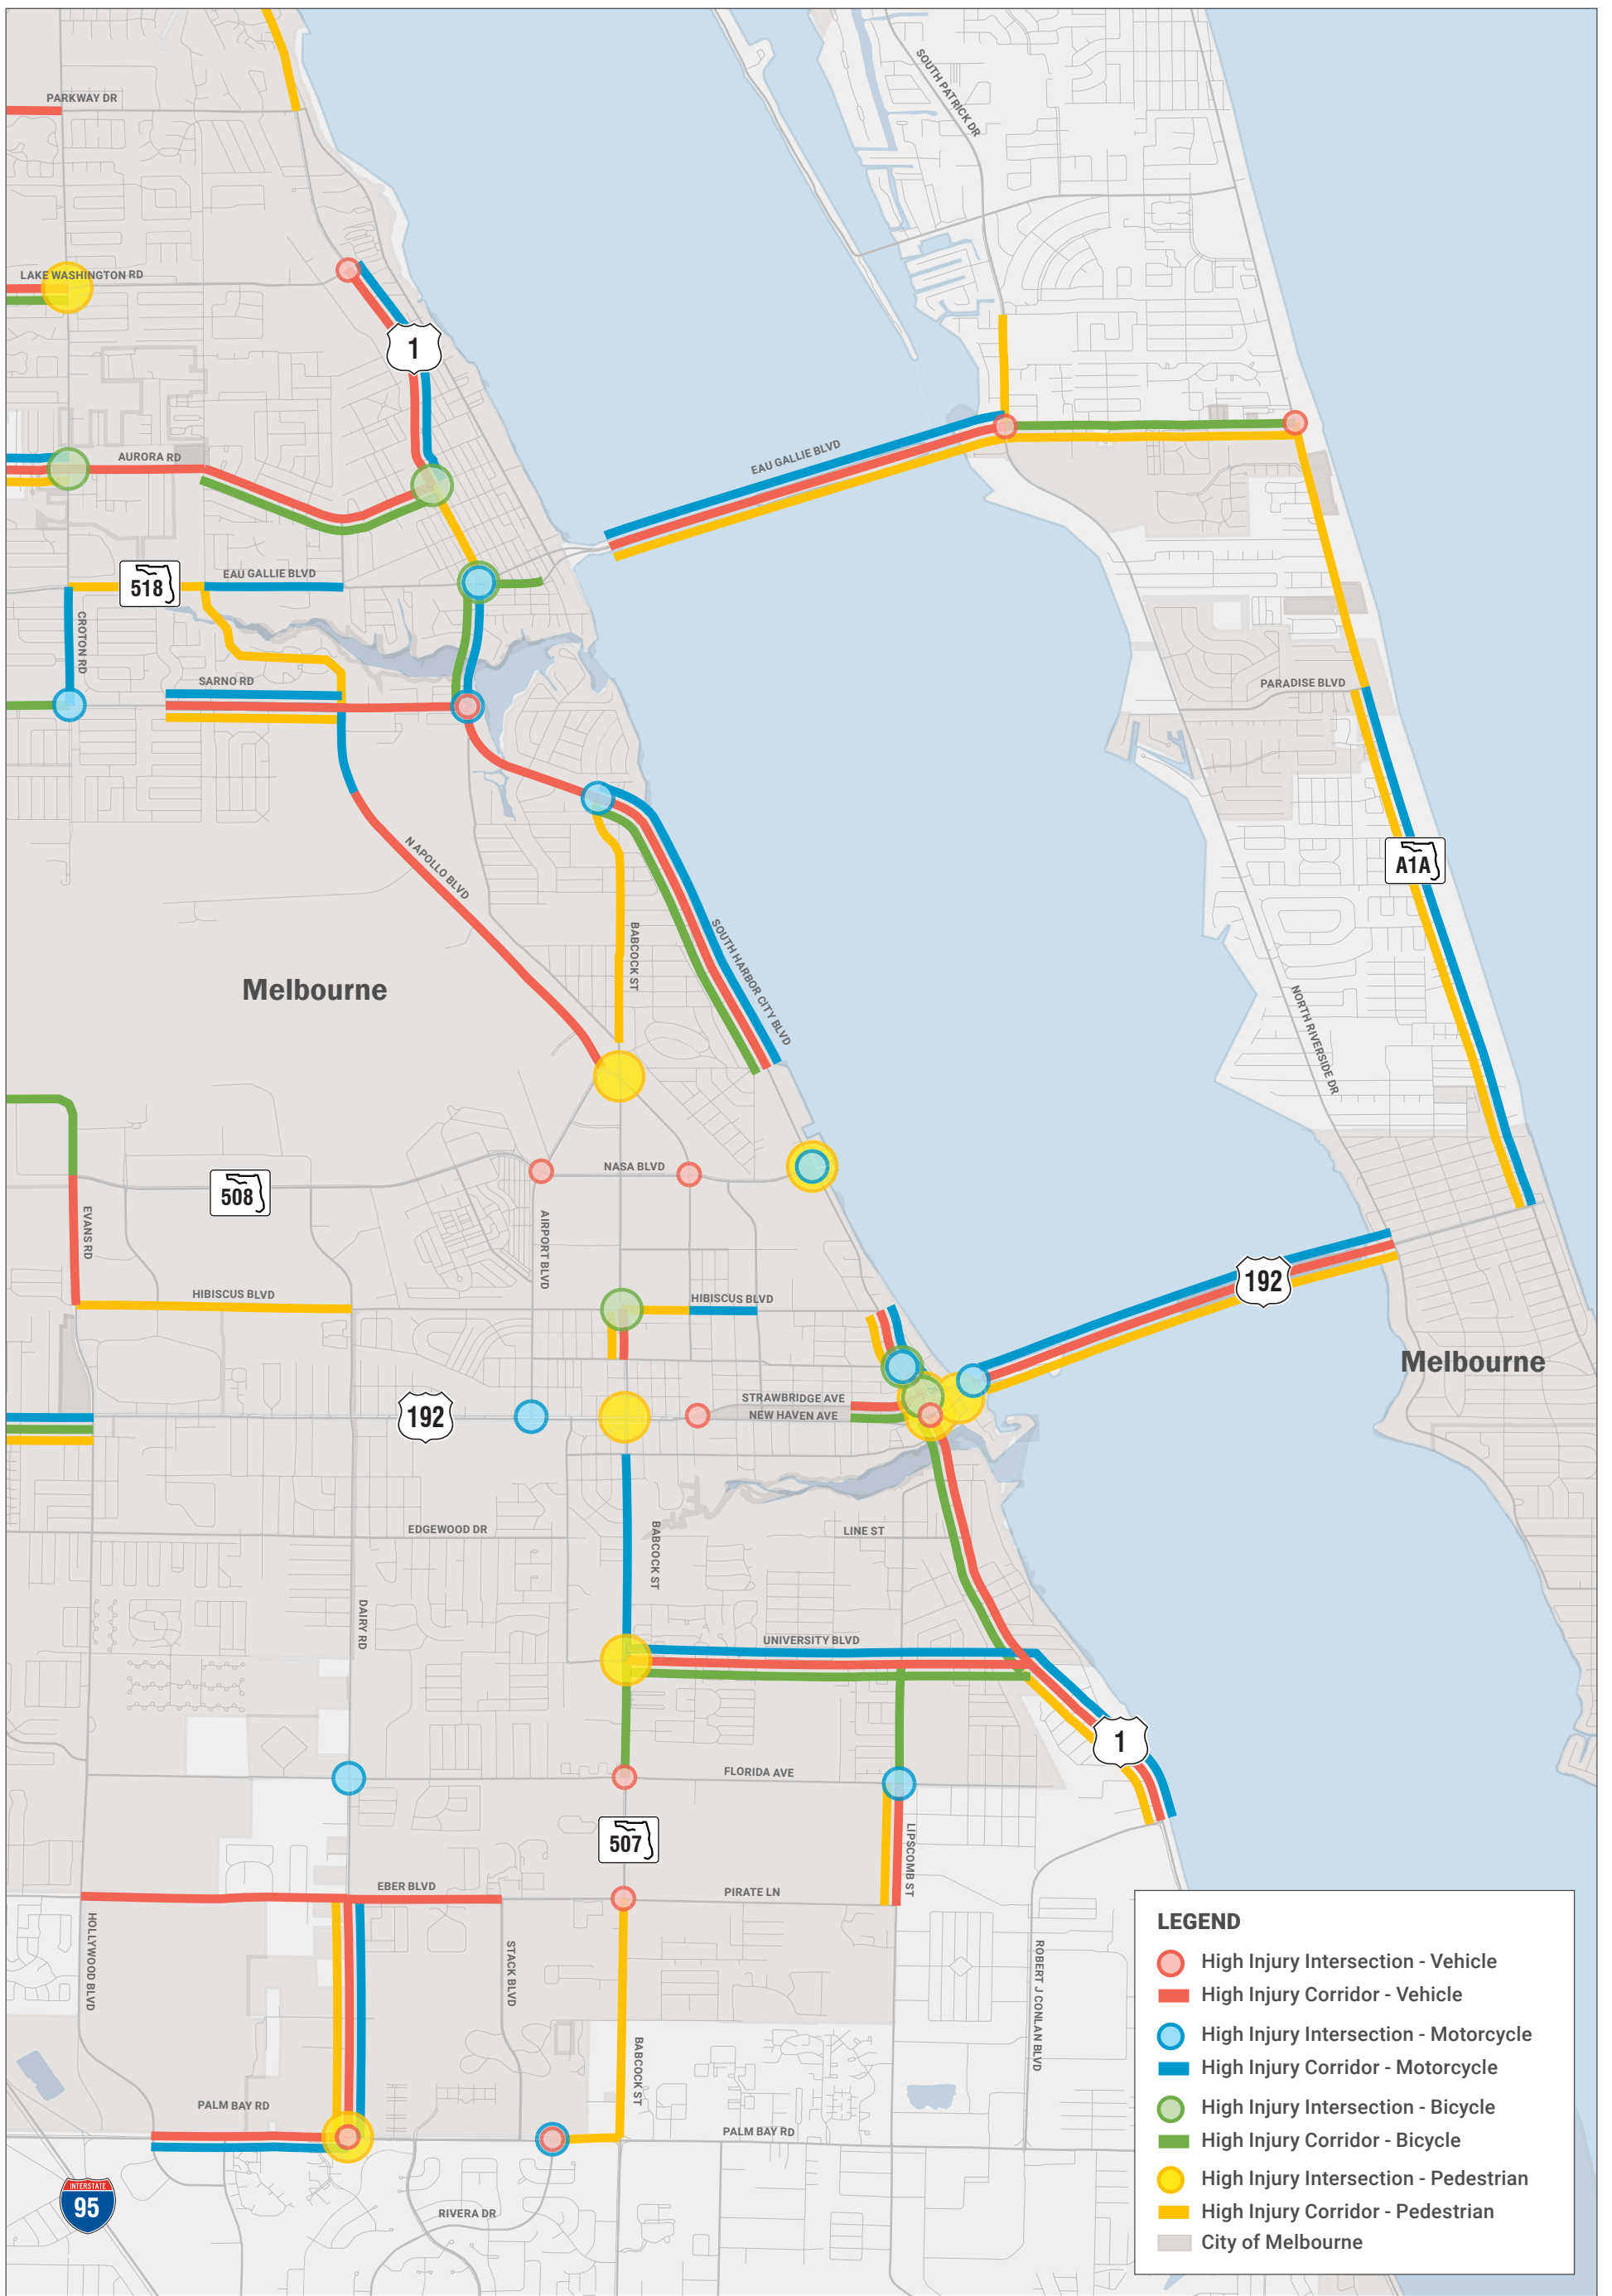 SOUTH PATRICK DR
PARKWAY DR
LAKE WASHINGTON RD
1
EAU GALLIE BLVD
AURORA RD
518
EAU GALLIE BLVD
CROTON RD
SARNO RD
PARADISE BLVD
N APOLLO BLVD
A1A
BABCOCK ST
SOUTH HARBOR CITY BLVD
Melbourne
NORTH RIVERSIDE DR
NASA BLVD
508
EVANS RD
AIRPORT BLVD
192
HIBISCUS BLVD
HIBISCUS BLVD
Melbourne
STRAWBRIDGE AVE
192
NEW HAVEN AVE
EDGEWOOD DR
LINE ST
BABCOCK ST
DAIRY RD
UNIVERSITY BLVD
1
FLORIDA AVE
507
LIPSCOMB ST
EBER BLVD
PIRATE LN
HOLLYWOOD BLVD
STACK BLVD
ROBERT J CONLAN BLVD
BABCOCK ST
PALM BAY RD
PALM BAY RD
INTERSTATE
95
RIVERA DR
LEGEND
High Injury Intersection - Vehicle
High Injury Corridor - Vehicle
High Injury Intersection - Motorcycle
High Injury Corridor - Motorcycle
High Injury Intersection - Bicycle
High Injury Corridor - Bicycle
High Injury Intersection - Pedestrian
High Injury Corridor - Pedestrian
City of Melbourne